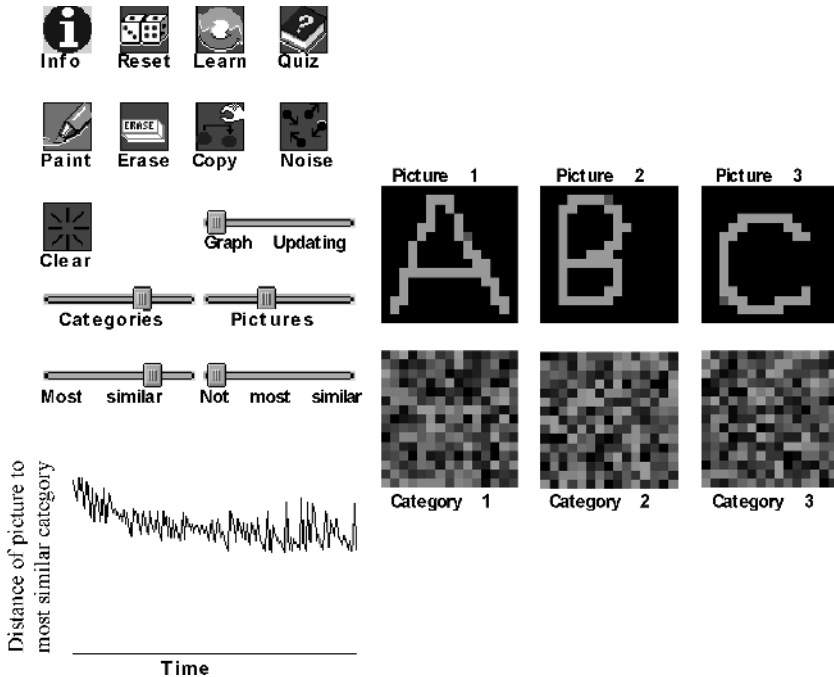 Info Reset Learn Quiz
ERASE
Paint Erase Copy Noise
Picture 1 Picture 2 Picture 3
Graph Updating
Clear
Categories Pictures
Most similar Not most similar
Category 1 Category 2 Category 3
Distance of picture to
most similar category
Time
A B C